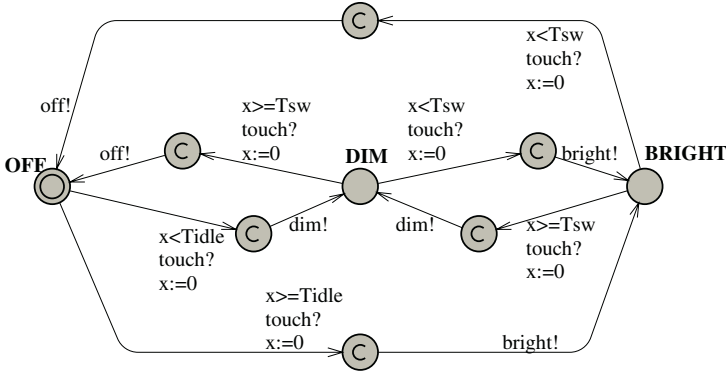 C
x<Tsw
touch?
x:=0
off!
x>=Tsw
touch?
x:=0
x<Tsw
touch?
x:=0
OFF
off!
C
DIM
C
bright!
BRIGHT
x<Tidle
touch?
x:=0
C
dim!
dim!
C
x>=Tsw
touch?
x:=0
x>=Tidle
touch?
x:=0
C
bright!